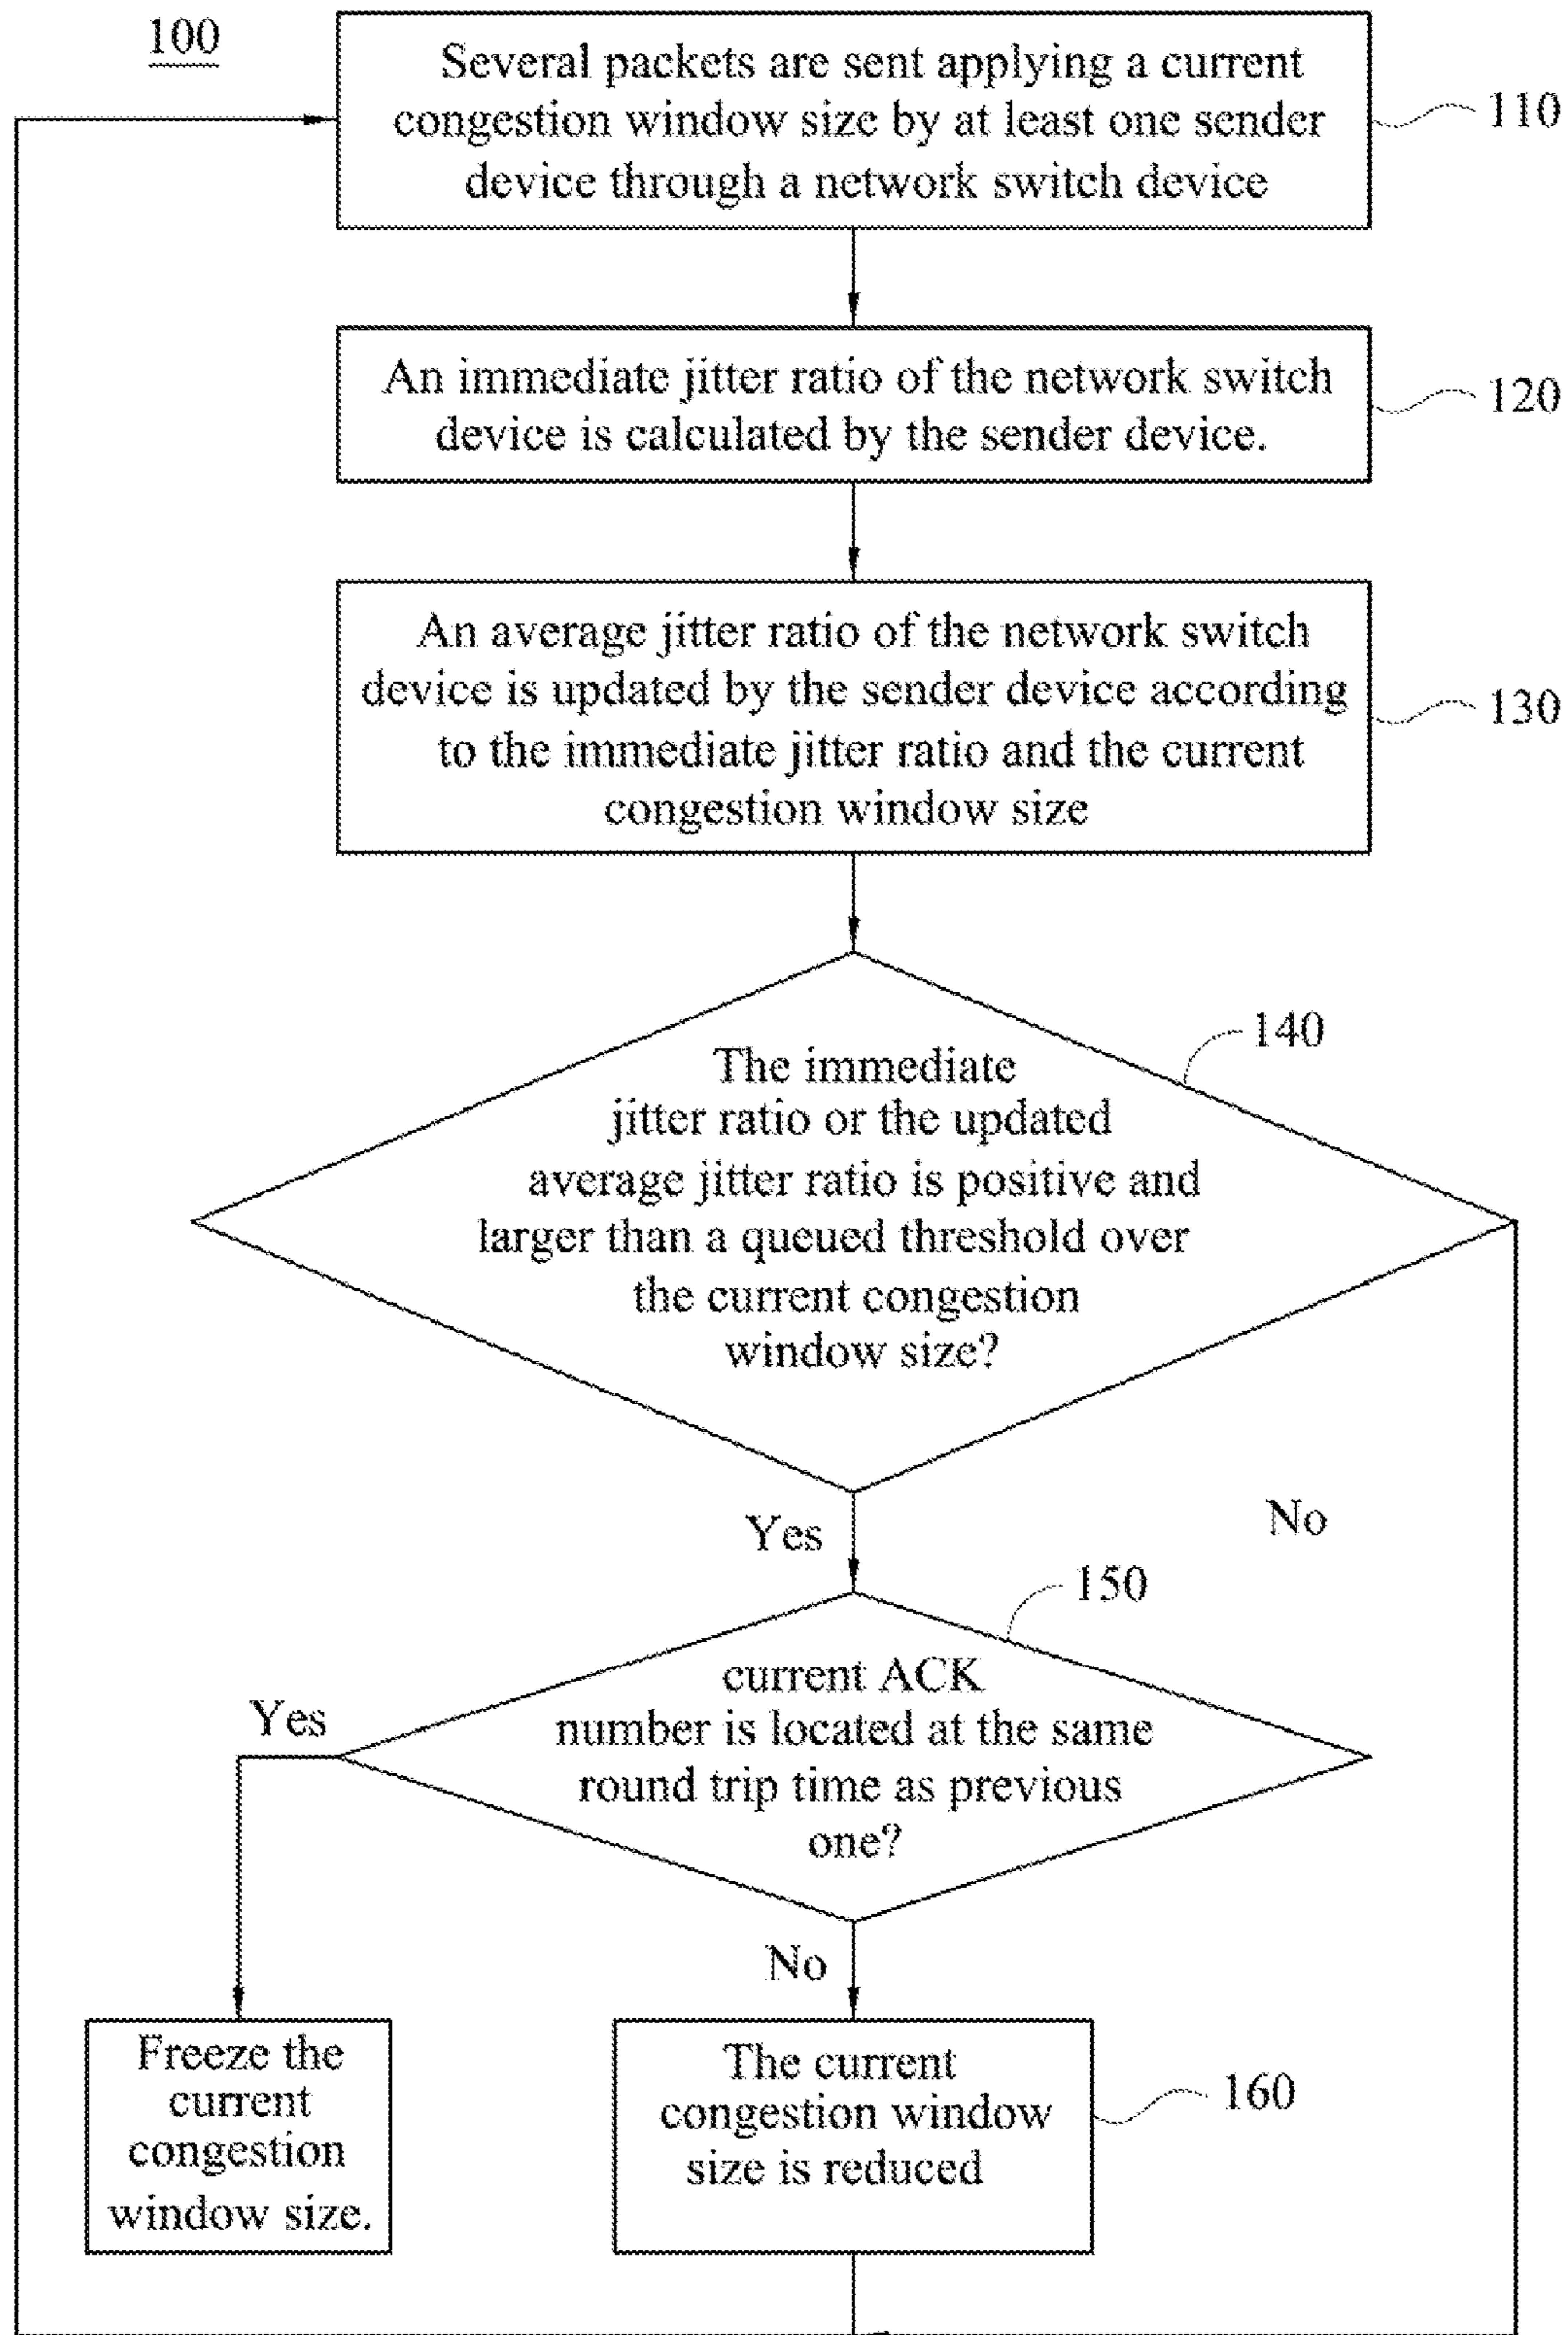 100
Several packets are sent applying a current
congestion window size by at least one sender
device through a network switch device
110
An immediate jitter ratio of the network switch
device is calculated by the sender device.
120
An average jitter ratio of the network switch
device is updated by the sender device according
to the immediate jitter ratio and the current
congestion window size
130
140
The immediate
jitter ratio or the updated
average jitter ratio is positive and
larger than a queued threshold over
the current congestion
window size?
Yes
No
150
current ACK
number is located at the same
round trip time as previous
one?
Yes
No
Freeze the
current
congestion
window size.
The current
congestion window
size is reduced
160